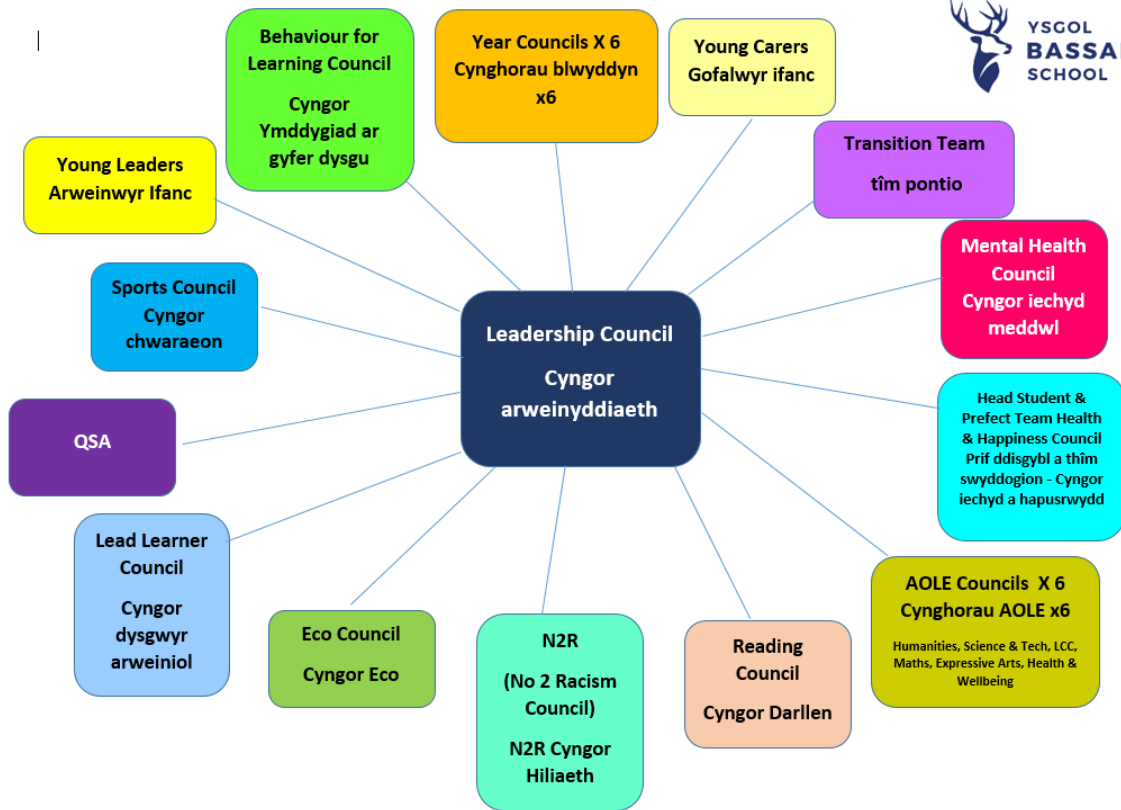 Behaviour for
Learning Council
Cyngor
Ymddygiad ar
gyfer dysgu
Year Councils X 6
Cynghorau blwyddyn
x6
Young Carers
Gofalwyr ifanc
YSGOL
BASSA
SCHOOL
Young Leaders
Arweinwyr Ifanc
Transition Team
tîm pontio
Sports Council
Cyngor
chwaraeon
Leadership Council
Cyngor
arweinyddiaeth
Mental Health
Council
Cyngor iechyd
meddwl
QSA
Head Student &
Prefect Team Health
& Happiness Council
Prif ddisgybl a thîm
swyddogion - Cyngor
iechyd a hapusrwydd
Lead Learner
Council
Cyngor
dysgwyr
arweiniol
Eco Council
Cyngor Eco
N2R
(No 2 Racism
Council)
N2R Cyngor
Hiliaeth
Reading
Council
Cyngor Darllen
AOLE Councils  X 6
Cynghorau AOLE x6
Humanities, Science & Tech, LCC,
Maths, Expressive Arts, Health &
Wellbeing